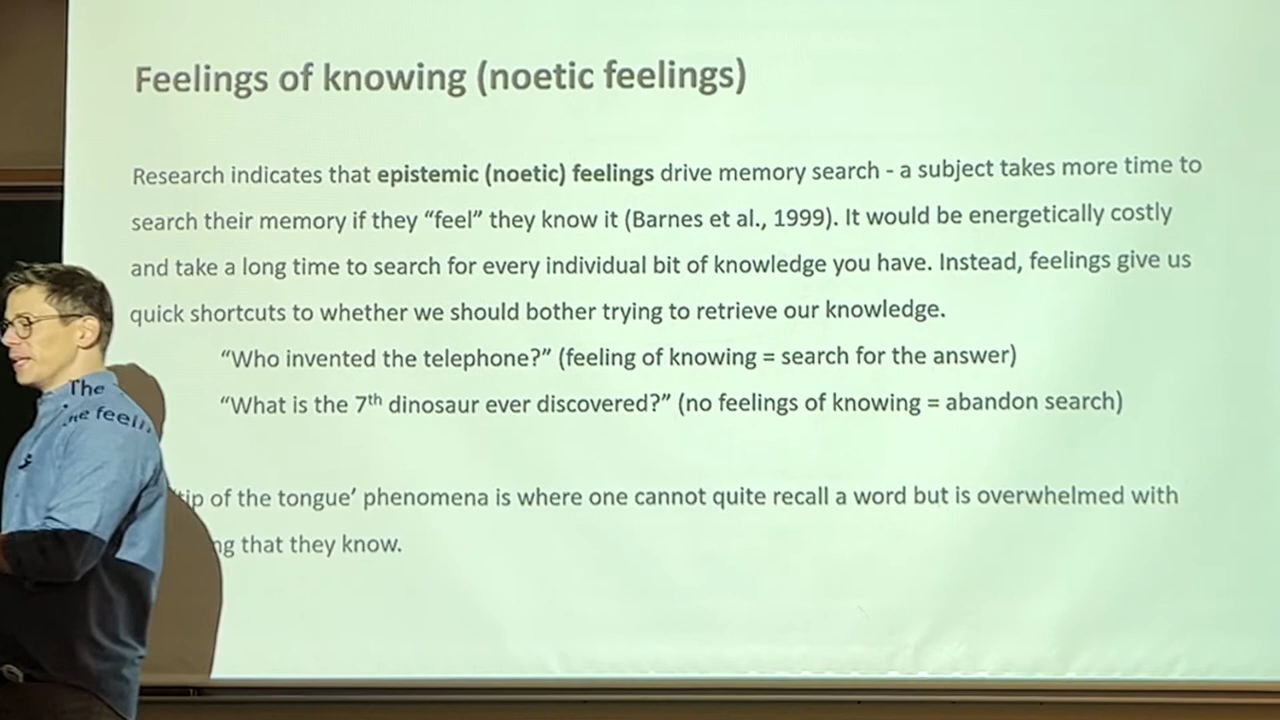 Feelings of knowing (noetic feelings)
Research indicates that epistemic (noetic) feelings drive memory search - a subject takes more time to
search their memory if they “feel” they know it (Barnes et al., 1999). It would be energetically costly
and take a long time to search for every individual bit of knowledge you have. Instead, feelings give us
quick shortcuts to whether we should bother trying to retrieve our knowledge.
“Who invented the telephone?” (feeling of knowing = search for the answer)
“What is the 7th dinosaur ever discovered?” (no feelings of knowing = abandon search)
The ‘tip of the tongue’ phenomena is where one cannot quite recall a word but is overwhelmed with
that they know.